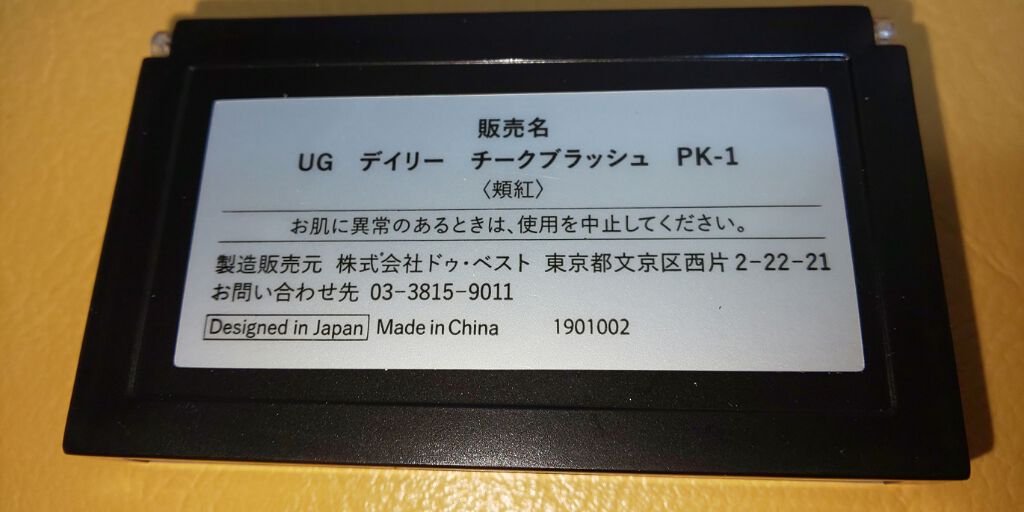 販売名
UG デイリー チークブラッシュ PK-1
〈頬紅〉
お肌に異常のあるときは、使用を中止してください。
製造販売元 株式会社ドゥ・ベスト 東京都文京区西片2-22-21
お問い合わせ先 03-3815-9011
Designed in Japan Made in China 1901002